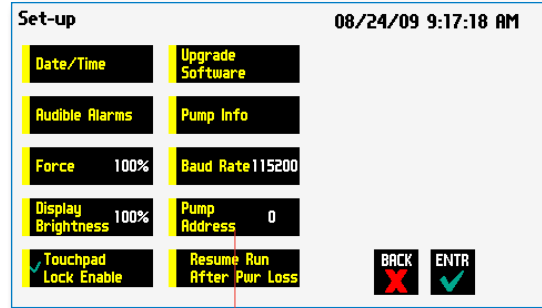 Set-up 08/24/09 9:17:18 AM
Date/Time
Upgrade
Software
Audible Alarms
Pump Info
Force 100%
Baud Rate 115200
Display
Brightness 100%
Pump
Address 0
Touchpad
Lock Enable
Resume Run
After Pwr Loss
BACK
ENTR